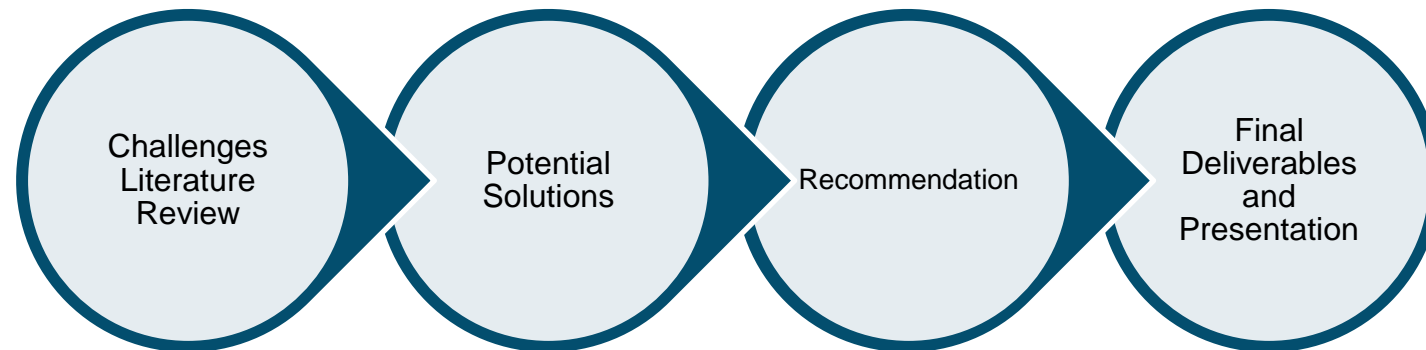 Challenges
Literature
Review
Potential
Solutions
Recommendation
Final
Deliverables
and
Presentation